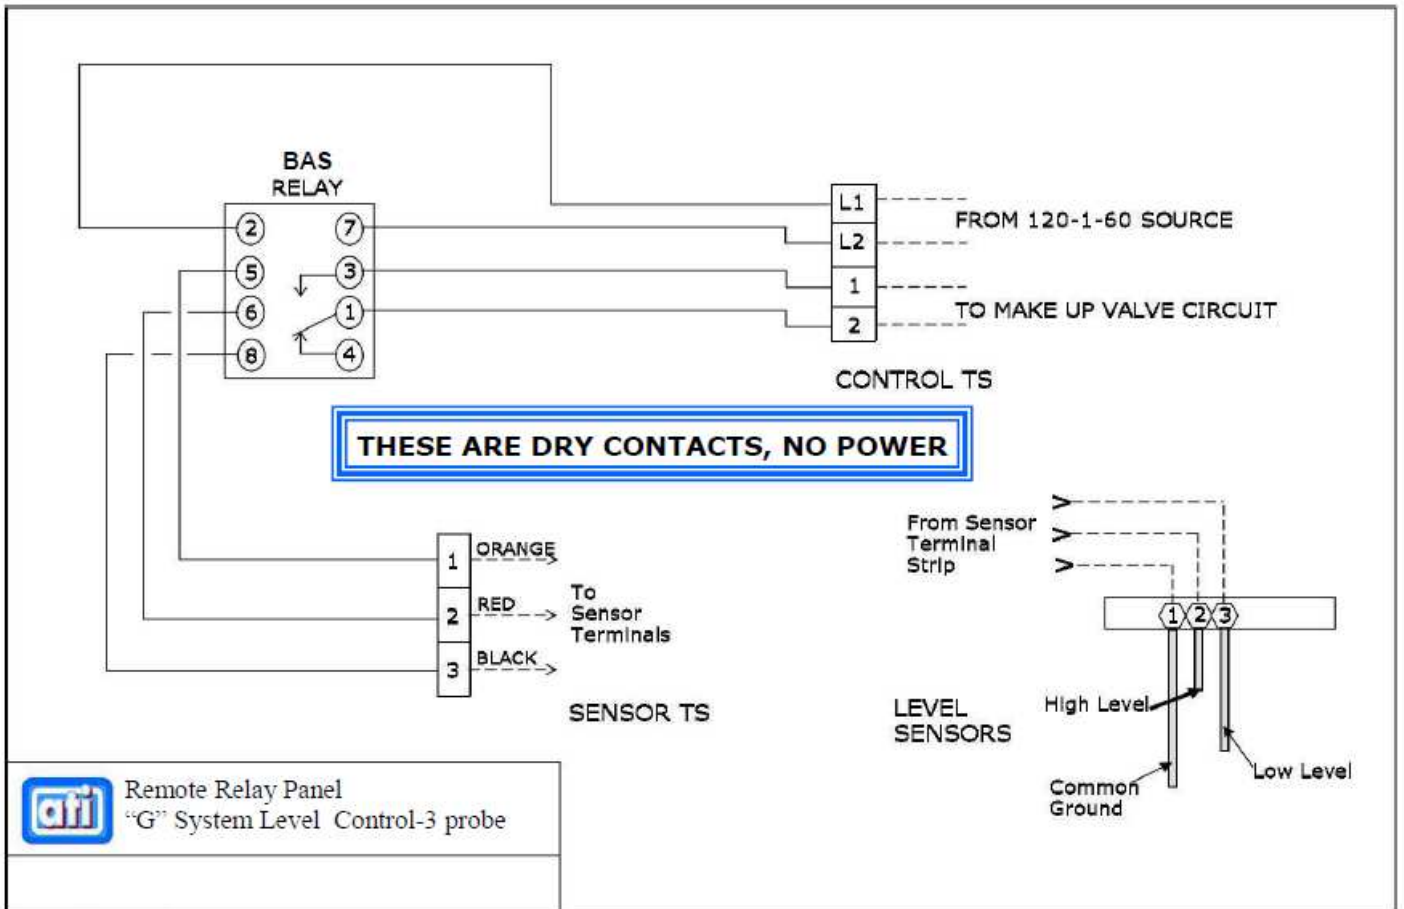 BAS
RELAY
2
7
5
3
6
1
8
4
L1
L2
1
2
FROM 120-1-60 SOURCE
TO MAKE UP VALVE CIRCUIT
CONTROL TS
THESE ARE DRY CONTACTS, NO POWER
1
ORANGE
2
RED
3
BLACK
To
Sensor
Terminals
SENSOR TS
From Sensor
Terminal
Strip
1 2 3
LEVEL
SENSORS
High Level
Low Level
Common
Ground
ati
Remote Relay Panel
“G” System Level Control-3 probe